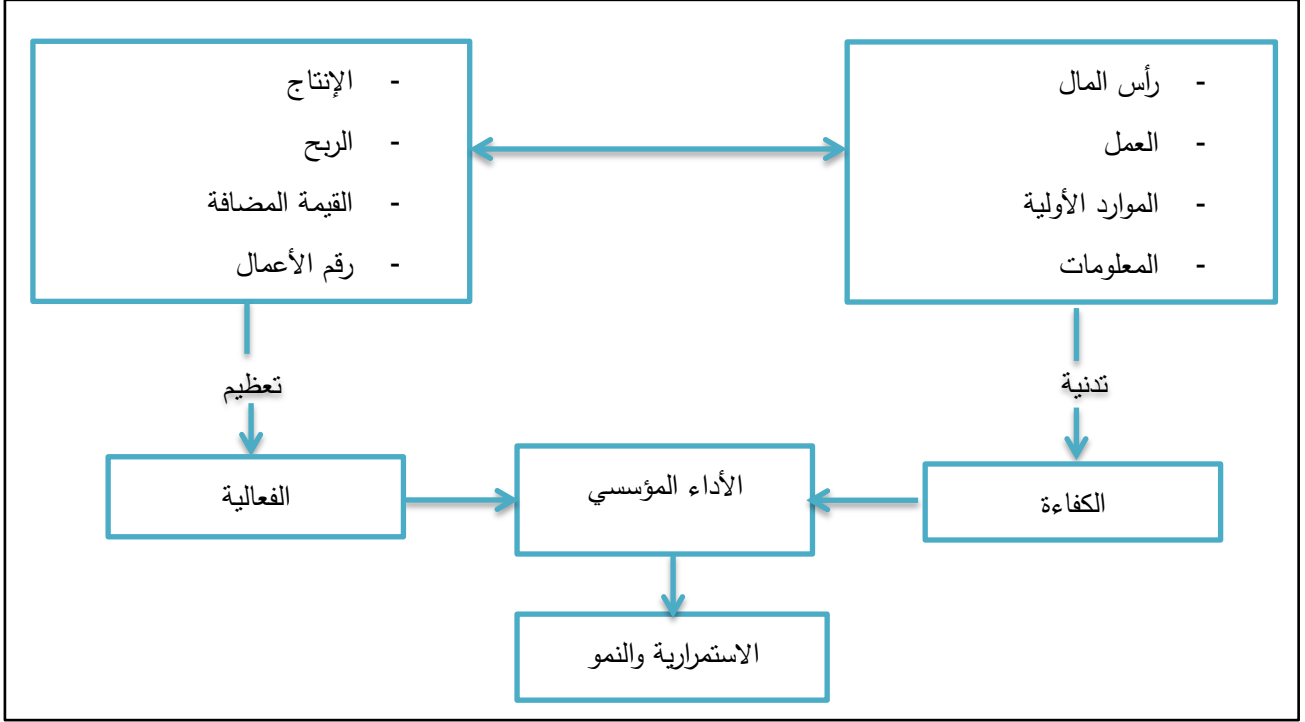 - رأس المال
- العمل
- الموارد الأولية
- المعلومات
- الإنتاج
- الربح
- القيمة المضافة
- رقم الأعمال
تدنية
تعظيم
الكفاءة
الأداء المؤسسي
الفعالية
الاستمرارية والنمو